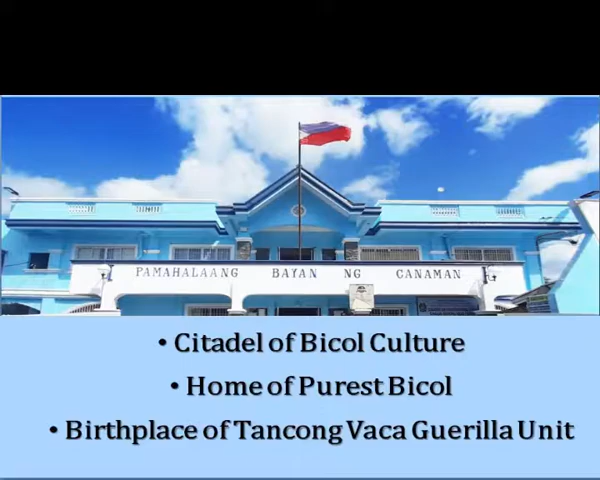 PAMAHALAANG BAYAN NG CANAMAN
• Citadel of Bicol Culture
• Home of Purest Bicol
• Birthplace of Tancong Vaca Guerilla Unit